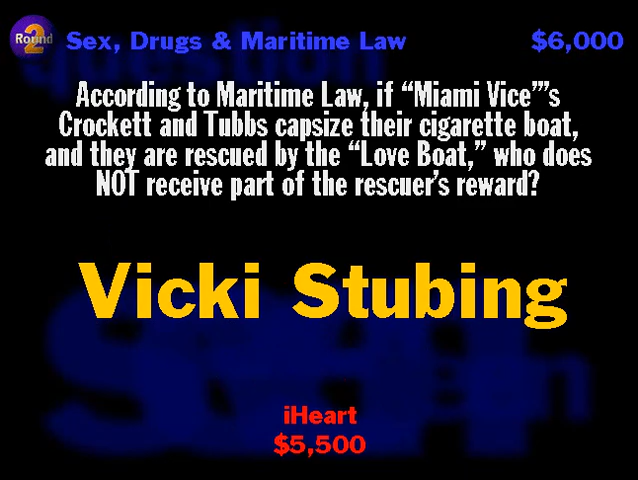 Round 2 Sex, Drugs & Maritime Law $6,000
According to Maritime Law, if “Miami Vice”’s
Crockett and Tubbs capsize their cigarette boat,
and they are rescued by the “Love Boat,” who does
NOT receive part of the rescuer’s reward?
Vicki Stubing
iHeart
$5,500